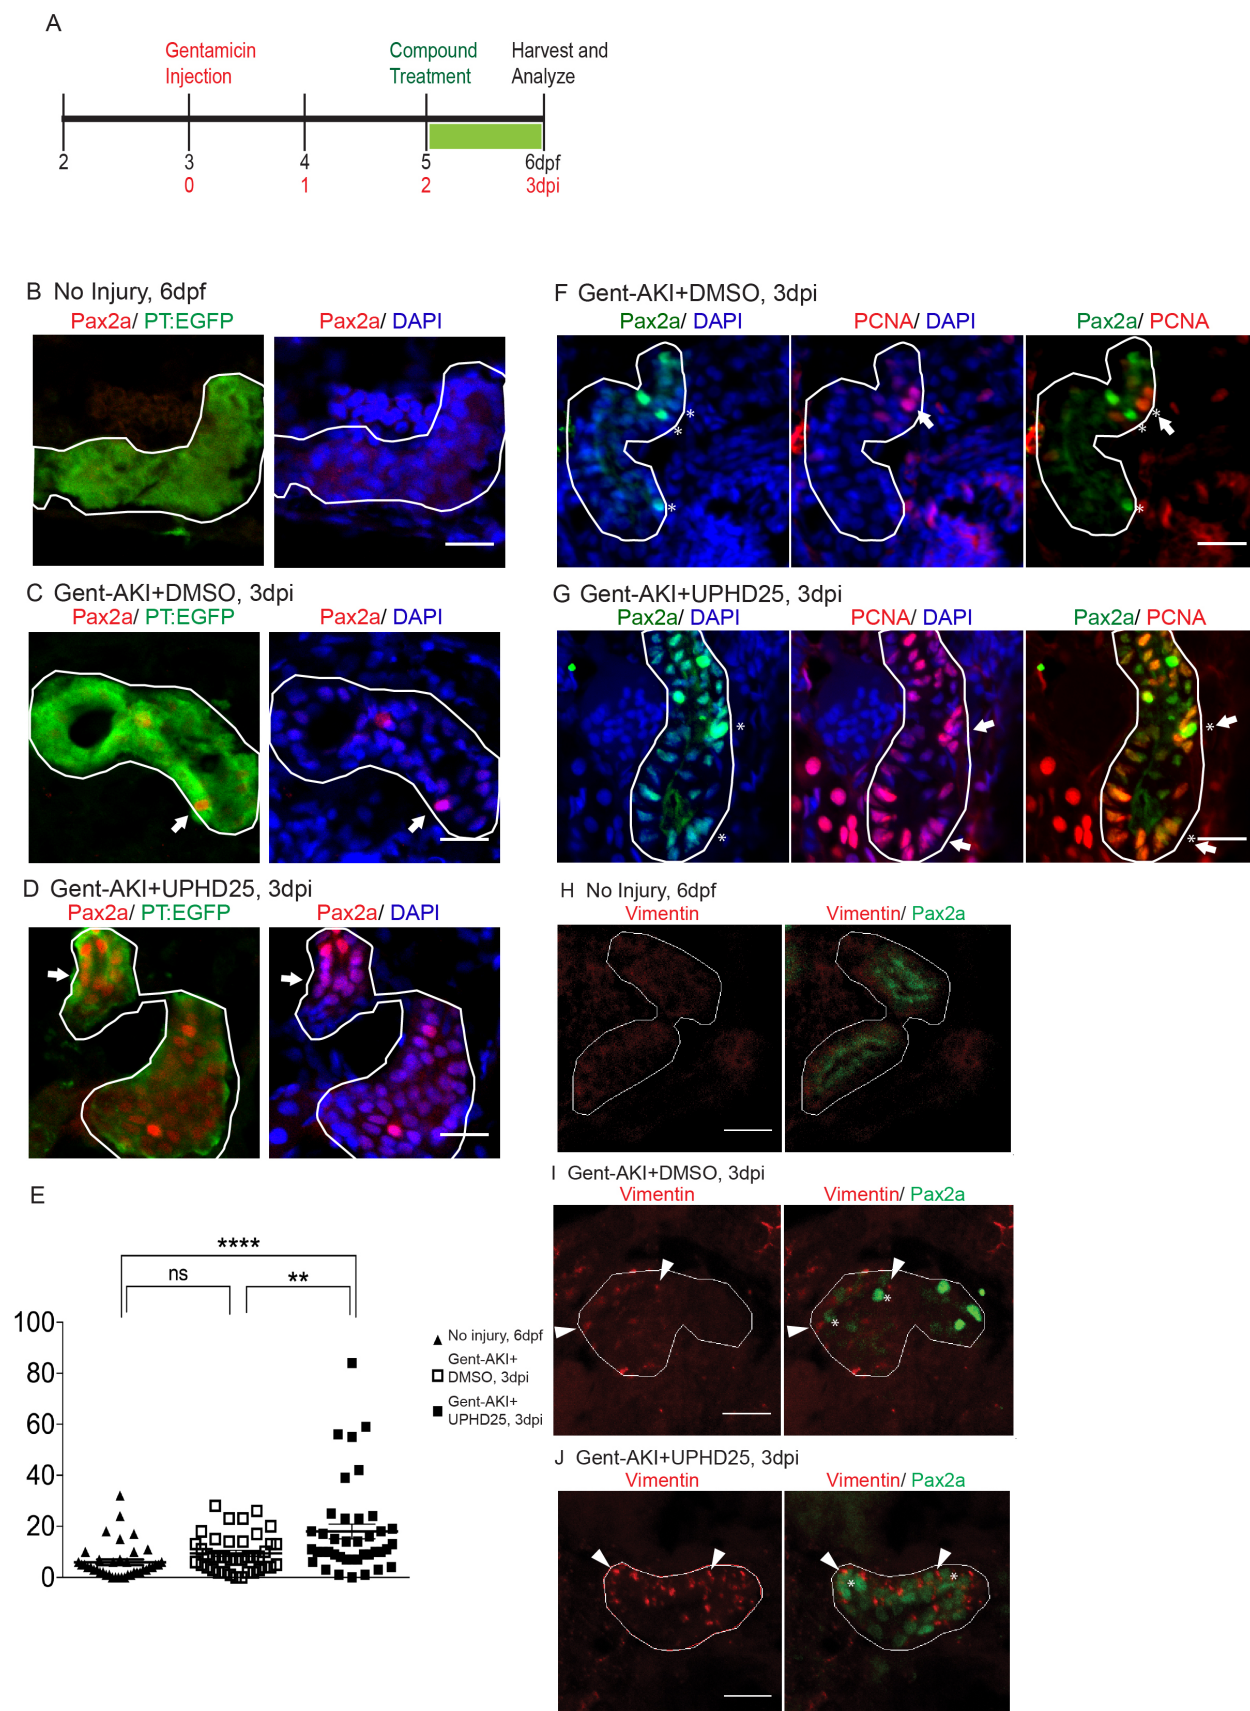 A
Gentamicin Injection
Compound Treatment
Harvest and Analyze
2 3 4 5 6dpf
0 1 2 3dpi
B No Injury, 6dpf
Pax2a/ PT:EGFP
Pax2a/ DAPI
C Gent-AKI+DMSO, 3dpi
Pax2a/ PT:EGFP
Pax2a/ DAPI
D Gent-AKI+UPHD25, 3dpi
Pax2a/ PT:EGFP
Pax2a/ DAPI
E
****
ns
**
100
80
60
40
20
0
No injury, 6dpf
Gent-AKI+
DMSO, 3dpi
Gent-AKI+
UPHD25, 3dpi
F Gent-AKI+DMSO, 3dpi
Pax2a/ DAPI
PCNA/ DAPI
Pax2a/ PCNA
* * *
* * *
G Gent-AKI+UPHD25, 3dpi
Pax2a/ DAPI
PCNA/ DAPI
Pax2a/ PCNA
* *
* *
H No Injury, 6dpf
Vimentin
Vimentin/ Pax2a
I Gent-AKI+DMSO, 3dpi
Vimentin
Vimentin/ Pax2a
* *
J Gent-AKI+UPHD25, 3dpi
Vimentin
Vimentin/ Pax2a
* *